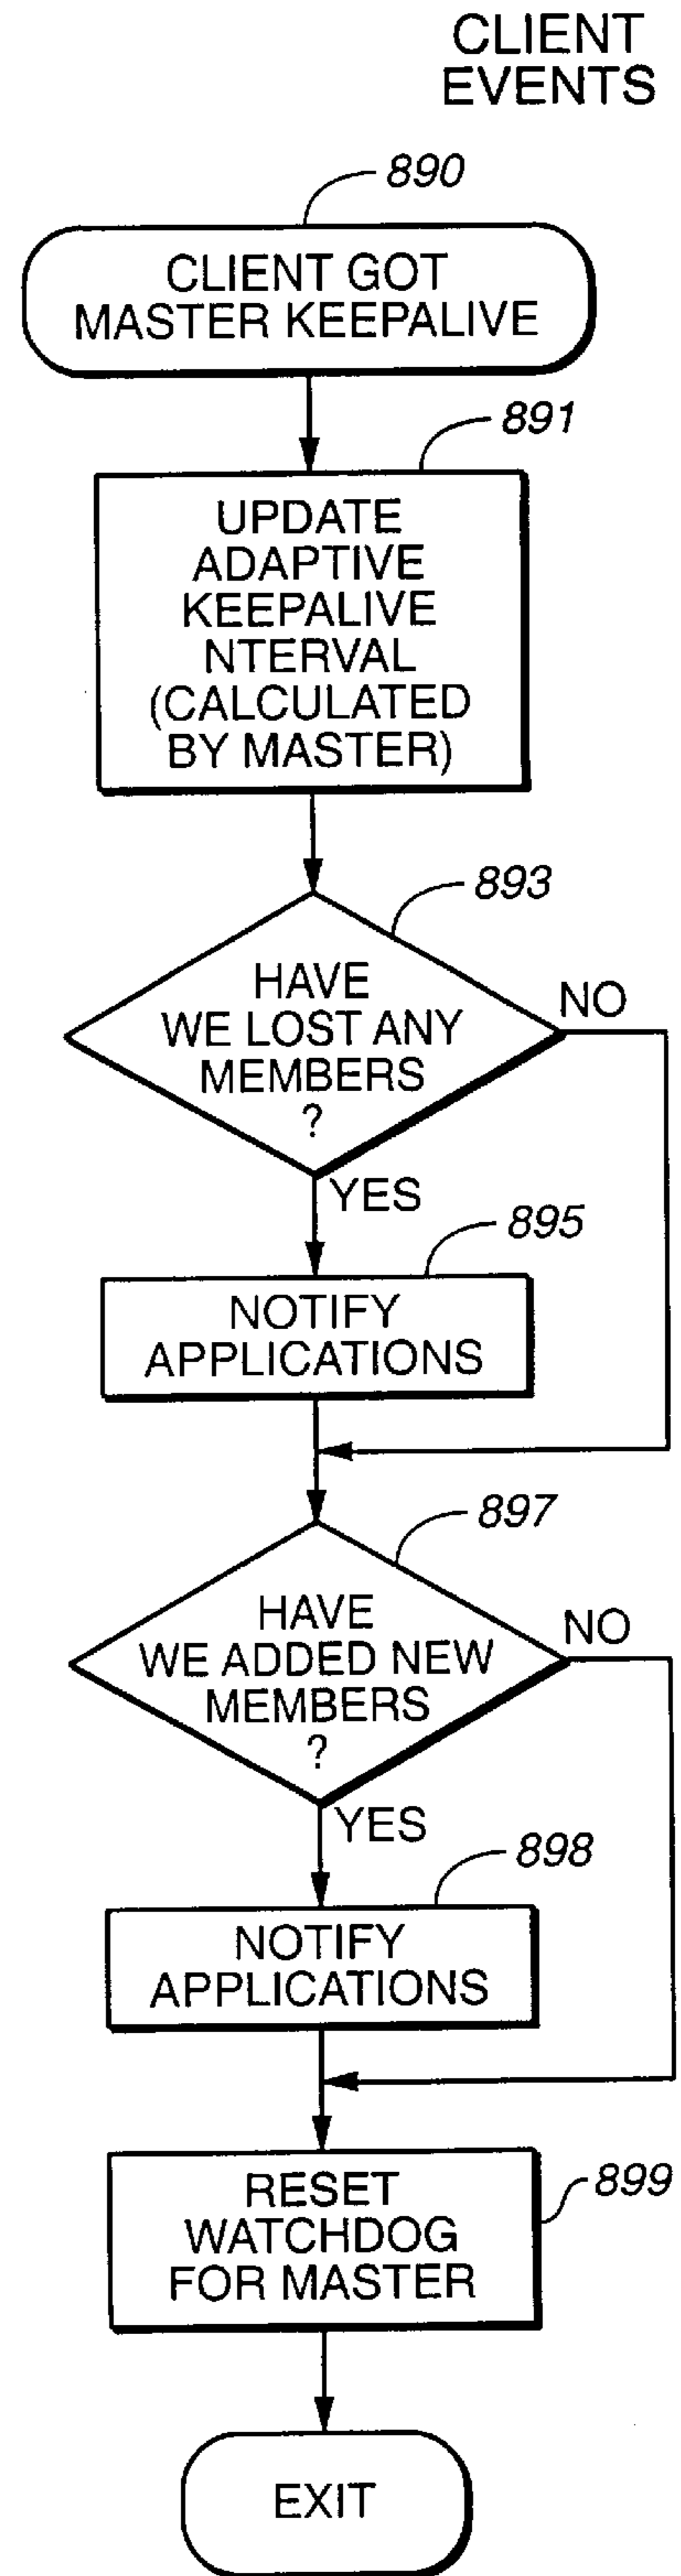 CLIENT
EVENTS
890
CLIENT GOT
MASTER KEEPALIVE
891
UPDATE
ADAPTIVE
KEEPALIVE
NTERVAL
(CALCULATED
BY MASTER)
893
HAVE
WE LOST ANY
MEMBERS
?
NO
YES
895
NOTIFY
APPLICATIONS
897
HAVE
WE ADDED NEW
MEMBERS
?
NO
YES
898
NOTIFY
APPLICATIONS
899
RESET
WATCHDOG
FOR MASTER
EXIT